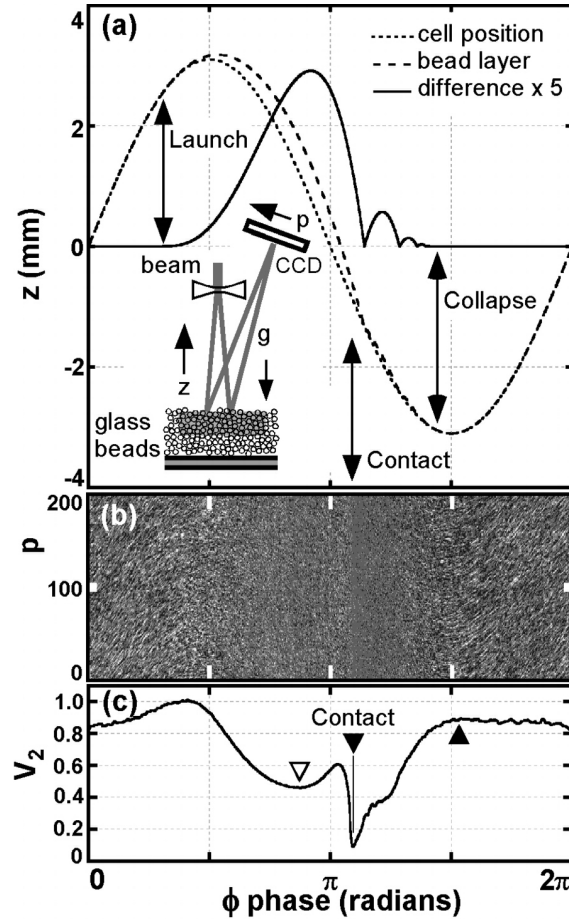 (a)
cell position
bead layer
difference x 5
4
2
0
-2
-4
z (mm)
Launch
p
CCD
beam
z
g
glass
beads
Collapse
Contact
(b)
200
100
0
p
(c)
Contact
1.0
0.8
0.6
0.4
0.2
0
V2
0
π
2π
ϕ phase (radians)